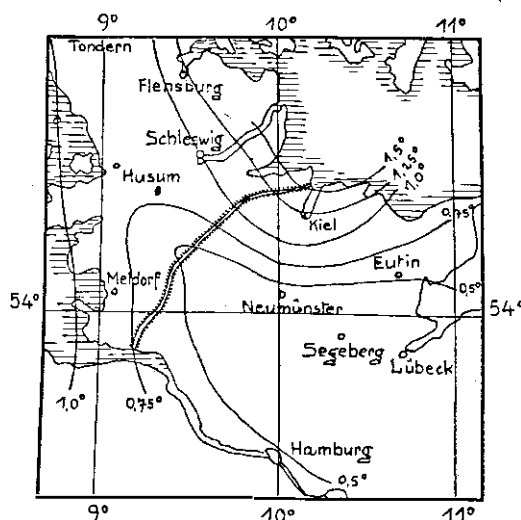 9° 10° 11°
Tondern
Flensburg
Schleswig
1,5°
1,25°
1,0°
Husum
Kiel
0,75°
Eutin
Meldorf
0,5°
54° Neumünster 54°
Segeberg
Lübeck
1,0° 0,75°
Hamburg
0,5°
9° 10° 11°